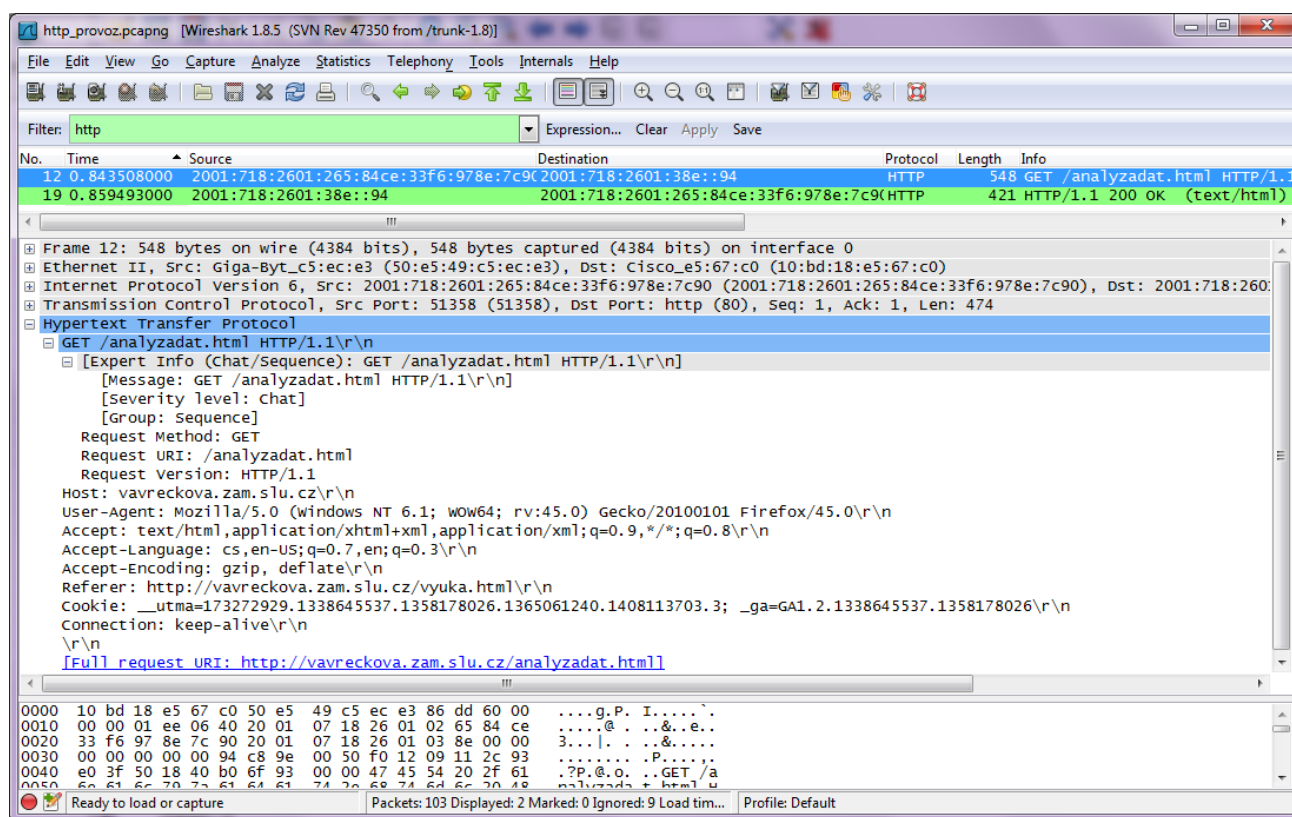 http_provoz.pcapng [Wireshark 1.8.5 (SVN Rev 47350 from /trunk-1.8)]
File Edit View Go Capture Analyze Statistics Telephony Tools Internals Help
Filter: http Expression... Clear Apply Save
No. Time Source Destination Protocol Length Info
12 0.843508000 2001:718:2601:265:84ce:33f6:978e:7c9( 2001:718:2601:38e::94 HTTP 548 GET /analyzadat.html HTTP/1.1
19 0.859493000 2001:718:2601:38e::94 2001:718:2601:265:84ce:33f6:978e:7c9( HTTP 421 HTTP/1.1 200 OK (text/html)
Frame 12: 548 bytes on wire (4384 bits), 548 bytes captured (4384 bits) on interface 0
Ethernet II, Src: Giga-Byt_c5:ec:e3 (50:e5:49:c5:ec:e3), Dst: Cisco_e5:67:c0 (10:bd:18:e5:67:c0)
Internet Protocol Version 6, Src: 2001:718:2601:265:84ce:33f6:978e:7c90 (2001:718:2601:265:84ce:33f6:978e:7c90), Dst: 2001:718:260:
Transmission Control Protocol, Src Port: 51358 (51358), Dst Port: http (80), Seq: 1, Ack: 1, Len: 474
Hypertext Transfer Protocol
GET /analyzadat.html HTTP/1.1\r\n
[Expert Info (Chat/Sequence): GET /analyzadat.html HTTP/1.1\r\n]
[Message: GET /analyzadat.html HTTP/1.1\r\n]
[Severity level: Chat]
[Group: Sequence]
Request Method: GET
Request URI: /analyzadat.html
Request Version: HTTP/1.1
Host: vavreckova.zam.slu.cz\r\n
User-Agent: Mozilla/5.0 (Windows NT 6.1; WOW64; rv:45.0) Gecko/20100101 Firefox/45.0\r\n
Accept: text/html,application/xhtml+xml,application/xml;q=0.9,*/*;q=0.8\r\n
Accept-Language: cs,en-US;q=0.7,en;q=0.3\r\n
Accept-Encoding: gzip, deflate\r\n
Referer: http://vavreckova.zam.slu.cz/vyuka.html\r\n
Cookie: __utma=173272929.1338645537.1358178026.1365061240.1408113703.3; _ga=GA1.2.1338645537.1358178026\r\n
Connection: keep-alive\r\n
\r\n
[Full request URI: http://vavreckova.zam.slu.cz/analyzadat.html]
0000 10 bd 18 e5 67 c0 50 e5 49 c5 ec e3 86 dd 60 00 ....g.P. I.....`.
0010 00 00 01 ee 06 40 20 01 07 18 26 01 02 65 84 ce .....@ . ..&..e..
0020 33 f6 97 8e 7c 90 20 01 07 18 26 01 03 8e 00 00 3...|. . ..&.....
0030 00 00 00 00 00 94 c8 9e 00 50 f0 12 09 11 2c 93 ........ .P....,.
0040 e0 3f 50 18 40 b0 6f 93 00 00 47 45 54 20 2f 61 .?P.@.o. ..GET /a
0050 6e 61 6c 79 7a 61 64 61 74 2e 68 74 6d 6c 20 48 nalyzada t.html H
Ready to load or capture Packets: 103 Displayed: 2 Marked: 0 Ignored: 9 Load tim... Profile: Default